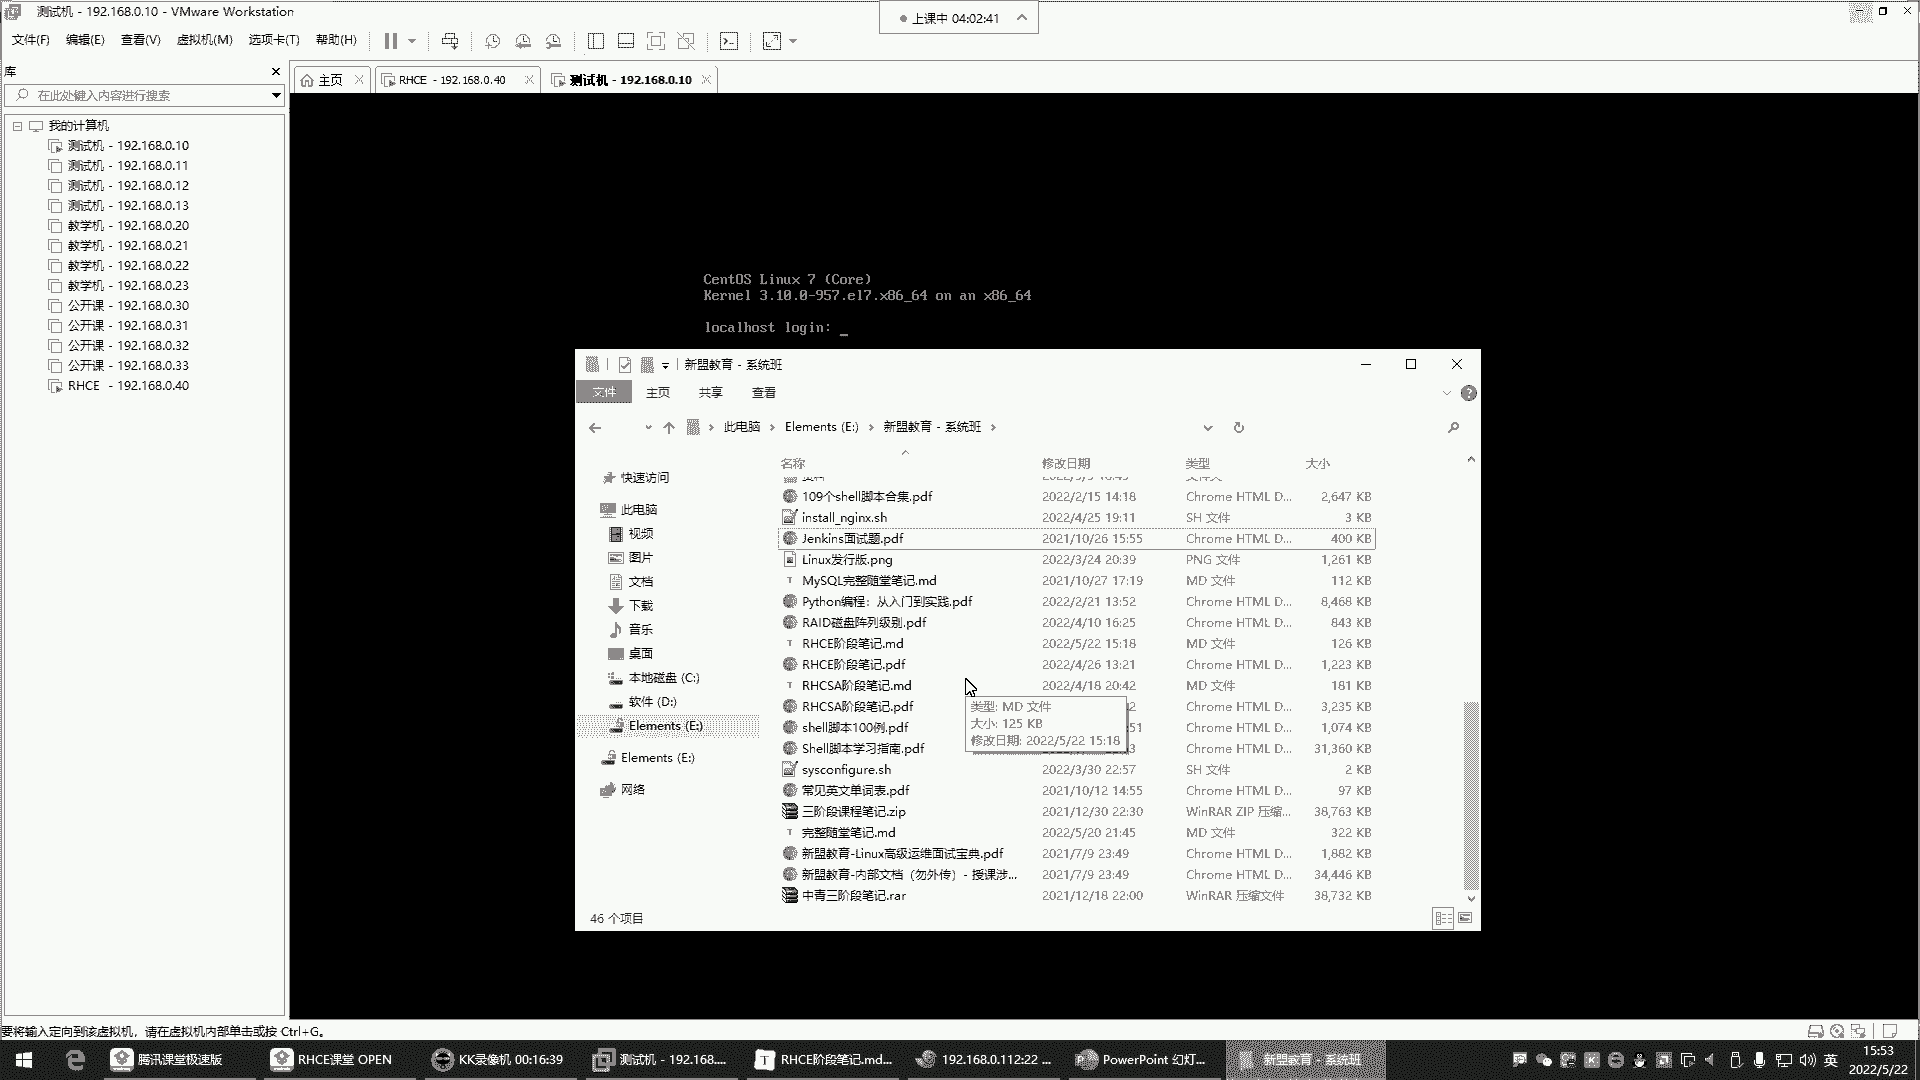 测试机 - 192.168.0.10 - VMware Workstation
上课中 04:02:41
文件(F) 编辑(E) 查看(V) 虚拟机(M) 选项卡(T) 帮助(H)
库
在此处键入内容进行搜索
主页
RHCE - 192.168.0.40
测试机 - 192.168.0.10
我的计算机
测试机 - 192.168.0.10
测试机 - 192.168.0.11
测试机 - 192.168.0.12
测试机 - 192.168.0.13
教学机 - 192.168.0.20
教学机 - 192.168.0.21
教学机 - 192.168.0.22
教学机 - 192.168.0.23
公开课 - 192.168.0.30
公开课 - 192.168.0.31
公开课 - 192.168.0.32
公开课 - 192.168.0.33
RHCE - 192.168.0.40
CentOS Linux 7 (Core)
Kernel 3.10.0-957.el7.x86_64 on an x86_64
localhost login: _
新盟教育 - 系统班
文件 主页 共享 查看
此电脑 Elements (E:) 新盟教育 - 系统班
快速访问
此电脑
视频
图片
文档
下载
音乐
桌面
本地磁盘 (C:)
软件 (D:)
Elements (E:)
Elements (E:)
网络
名称 修改日期 类型 大小
109个shell脚本合集.pdf 2022/2/15 14:18 Chrome HTML D... 2,647 KB
install_nginx.sh 2022/4/25 19:11 SH 文件 3 KB
Jenkins面试题.pdf 2021/10/26 15:55 Chrome HTML D... 400 KB
Linux发行版.png 2022/3/24 20:39 PNG 文件 1,261 KB
MySQL完整随堂笔记.md 2021/10/27 17:19 MD 文件 112 KB
Python编程：从入门到实践.pdf 2022/2/21 13:52 Chrome HTML D... 8,468 KB
RAID磁盘阵列级别.pdf 2022/4/10 16:25 Chrome HTML D... 843 KB
RHCE阶段笔记.md 2022/5/22 15:18 MD 文件 126 KB
RHCE阶段笔记.pdf 2022/4/26 13:21 Chrome HTML D... 1,223 KB
RHCSA阶段笔记.md 2022/4/18 20:42 MD 文件 181 KB
RHCSA阶段笔记.pdf 2 Chrome HTML D... 3,235 KB
shell脚本100例.pdf 51 Chrome HTML D... 1,074 KB
Shell脚本学习指南.pdf 3 Chrome HTML D... 31,360 KB
类型: MD 文件
大小: 125 KB
修改日期: 2022/5/22 15:18
sysconfigure.sh 2022/3/30 22:57 SH 文件 2 KB
常见英文单词表.pdf 2021/10/12 14:55 Chrome HTML D... 97 KB
三阶段课程笔记.zip 2021/12/30 22:30 WinRAR ZIP 压缩... 38,763 KB
完整随堂笔记.md 2022/5/20 21:45 MD 文件 322 KB
新盟教育-Linux高级运维面试宝典.pdf 2021/7/9 23:49 Chrome HTML D... 1,882 KB
新盟教育-内部文档（勿外传）- 授课涉... 2021/7/9 23:49 Chrome HTML D... 34,446 KB
中青三阶段笔记.rar 2021/12/18 22:00 WinRAR 压缩文件 38,732 KB
46 个项目
要将输入定向到该虚拟机，请在虚拟机内部单击或按 Ctrl+G。
腾讯课堂极速版 RHCE课堂 OPEN KK录像机 00:16:39 测试机 - 192.168.... RHCE阶段笔记.md... 192.168.0.112:22 ... PowerPoint 幻灯... 新盟教育 - 系统班
英
15:53
2022/5/22